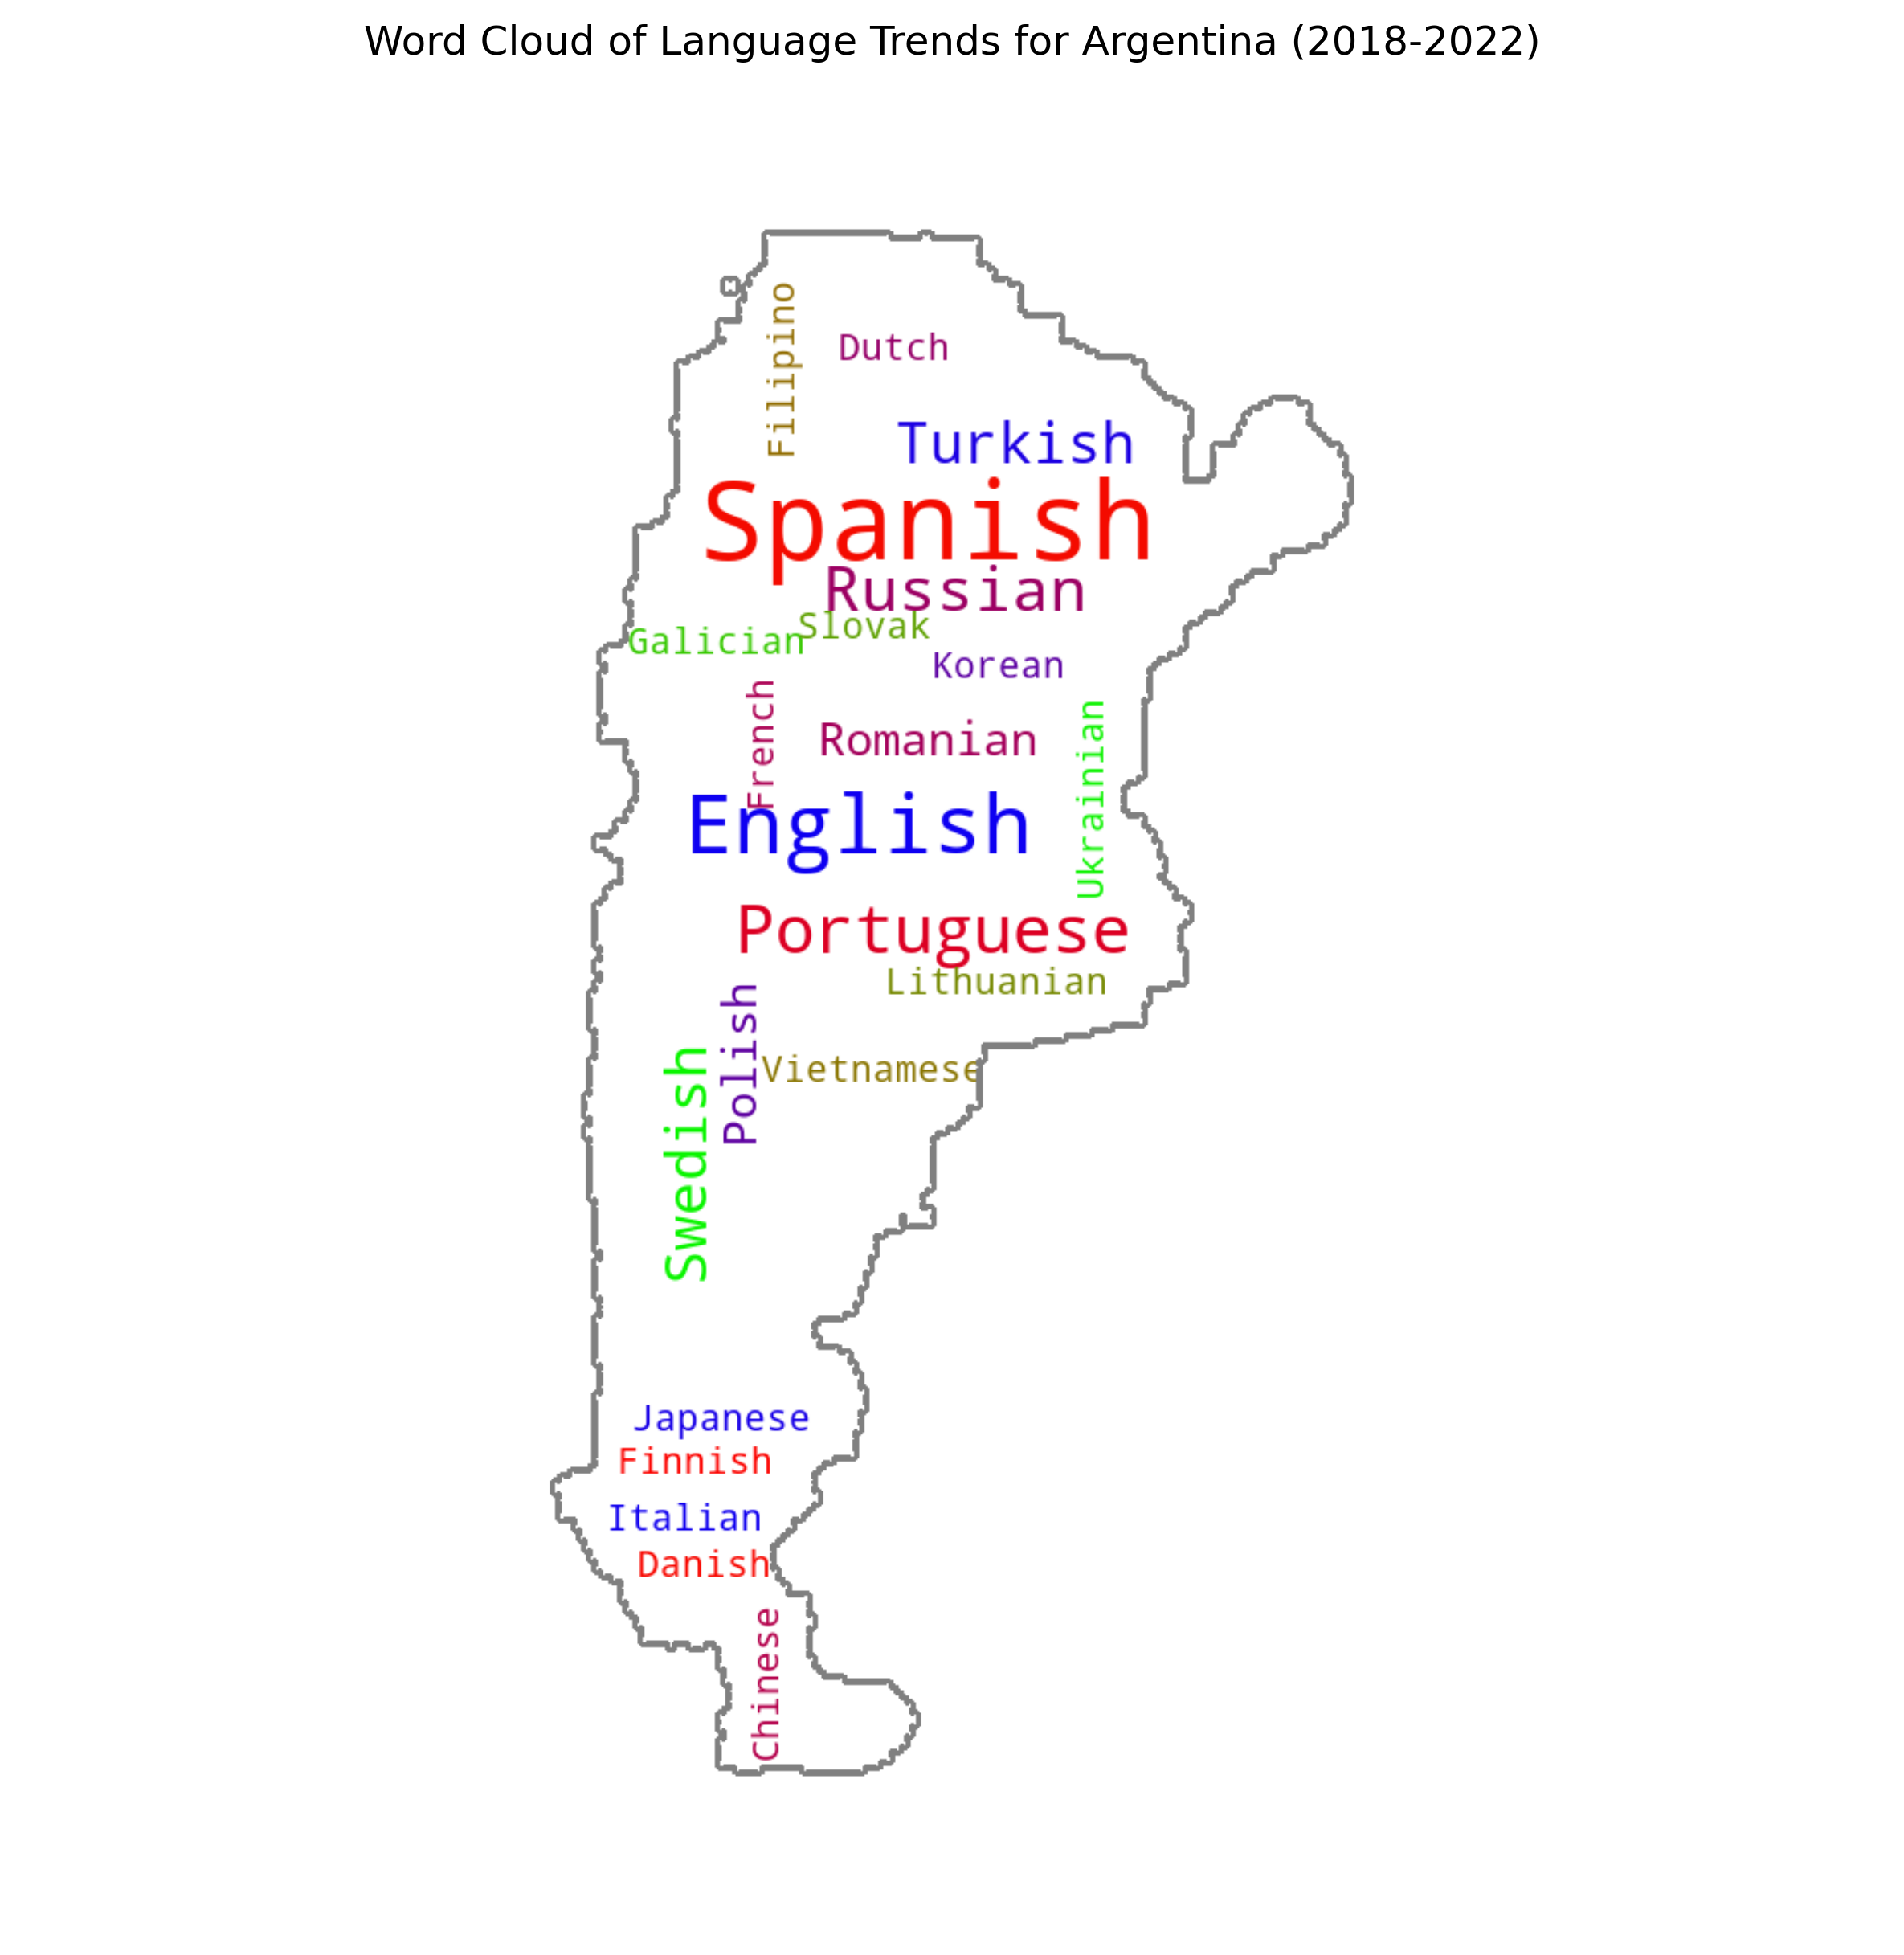 Word Cloud of Language Trends for Argentina (2018-2022)
Filipino
Dutch
Turkish
Spanish
Russian
Slovak
Galician
Korean
French
Romanian
Ukrainian
English
Portuguese
Lithuanian
Polish
Vietnamese
Swedish
Japanese
Finnish
Italian
Danish
Chinese